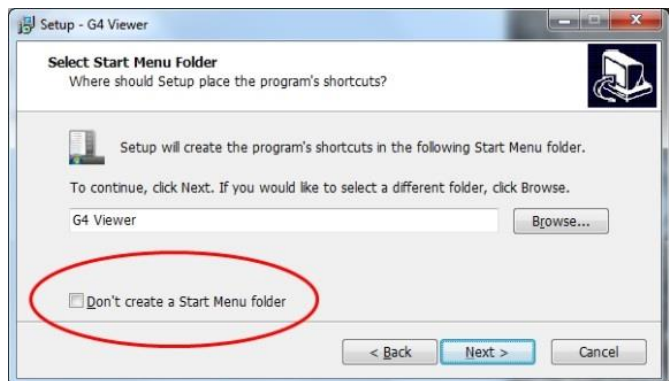 Setup - G4 Viewer
Select Start Menu Folder
Where should Setup place the program's shortcuts?
Setup will create the program's shortcuts in the following Start Menu folder.
To continue, click Next. If you would like to select a different folder, click Browse.
G4 Viewer
Browse...
Don't create a Start Menu folder
< Back
Next >
Cancel